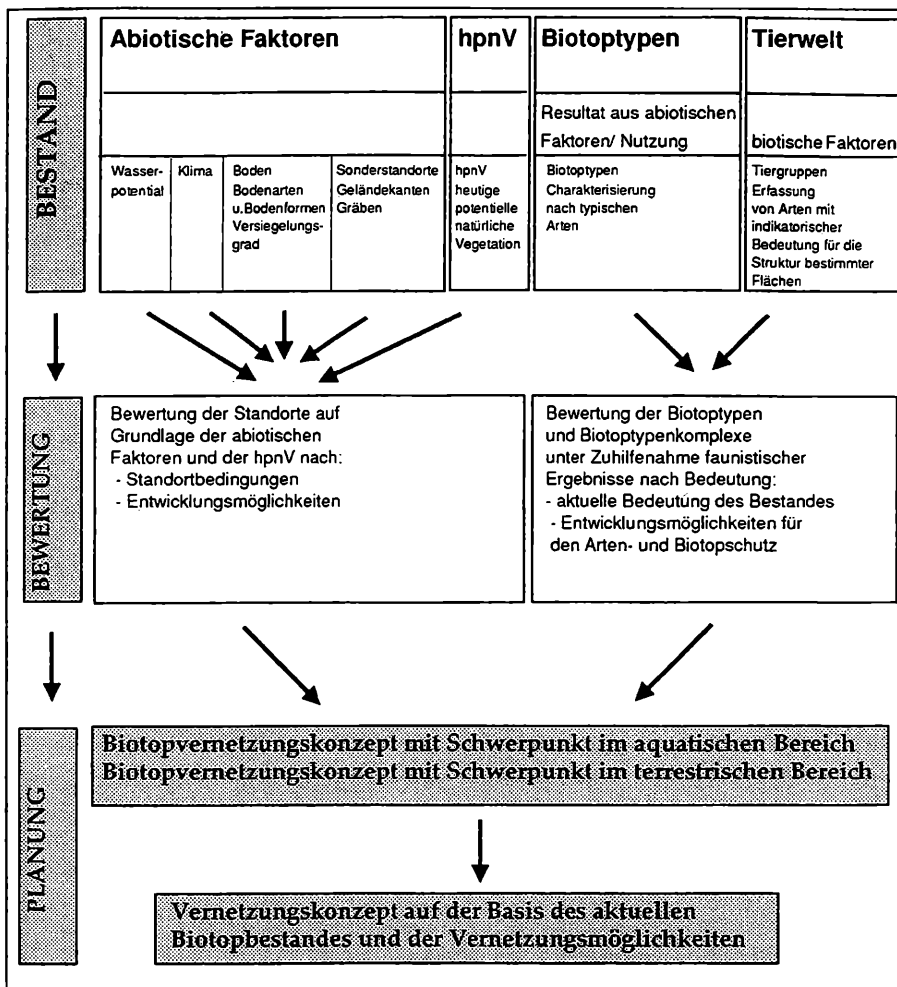 BESTAND
Abiotische Faktoren
hpnV
Biotoptypen
Tierwelt
Resultat aus abiotischen
Faktoren/ Nutzung
biotische Faktoren
Wasser-
potential
Klima
Boden
Bodenarten
u.Bodenformen
Versiegelungs-
grad
Sonderstandorte
Geländekanten
Gräben
hpnV
heutige
potentielle
natürliche
Vegetation
Biotoptypen
Charakterisierung
nach typischen
Arten
Tiergruppen
Erfassung
von Arten mit
indikatorischer
Bedeutung für die
Struktur bestimmter
Flächen
BEWERTUNG
Bewertung der Standorte auf
Grundlage der abiotischen
Faktoren und der hpnV nach:
- Standortbedingungen
- Entwicklungsmöglichkeiten
Bewertung der Biotoptypen
und Biotoptypenkomplexe
unter Zuhilfenahme faunistischer
Ergebnisse nach Bedeutung:
- aktuelle Bedeutung des Bestandes
- Entwicklungsmöglichkeiten für
den Arten- und Biotopschutz
PLANUNG
Biotopvernetzungskonzept mit Schwerpunkt im aquatischen Bereich
Biotopvernetzungskonzept mit Schwerpunkt im terrestrischen Bereich
Vernetzungskonzept auf der Basis des aktuellen
Biotopbestandes und der Vernetzungsmöglichkeiten